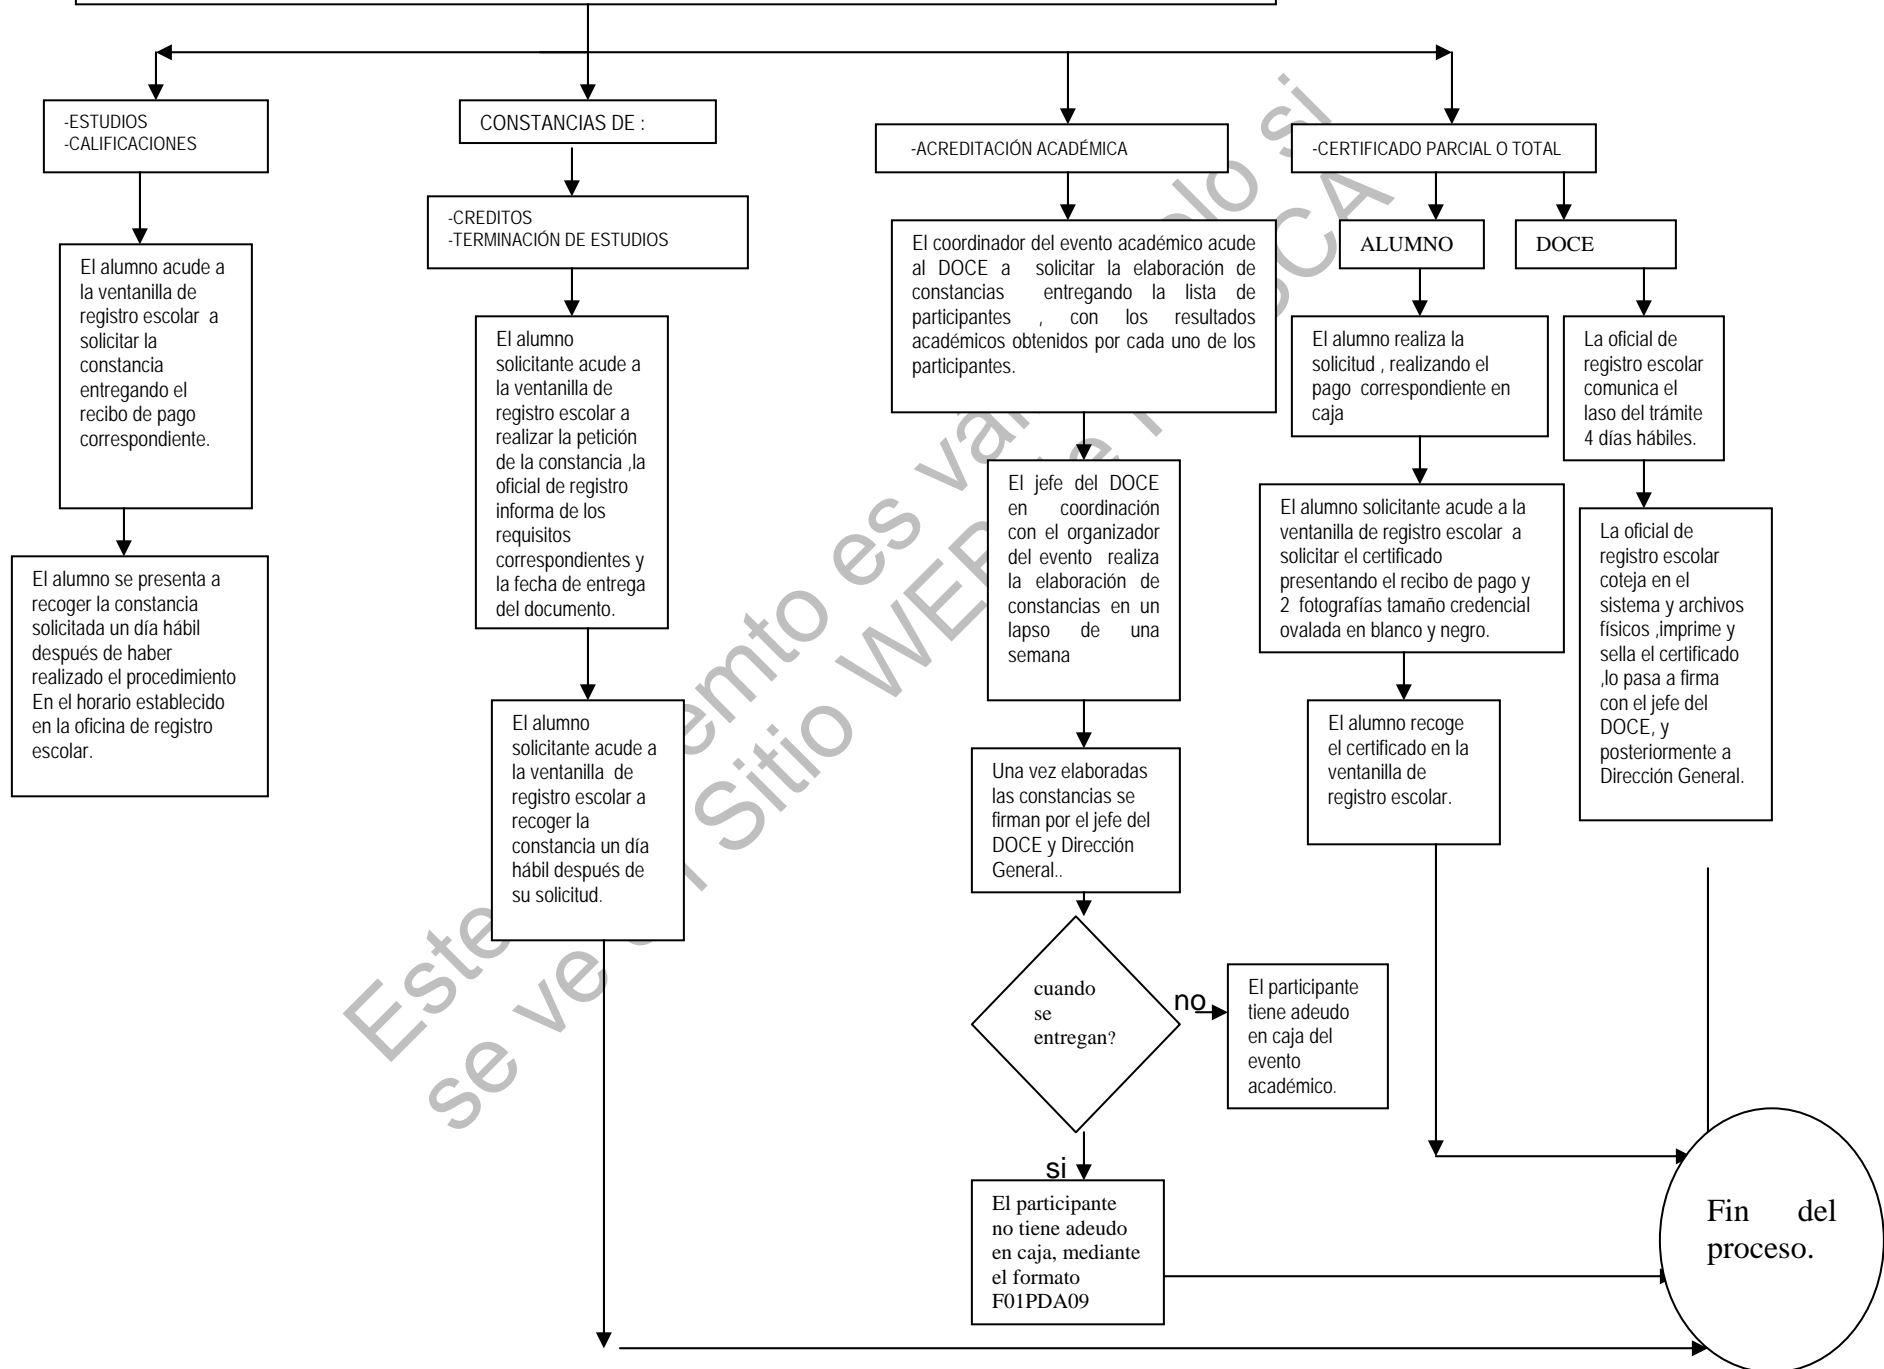 -ESTUDIOS
-CALIFICACIONES
CONSTANCIAS DE :
-ACREDITACIÓN ACADÉMICA
-CERTIFICADO PARCIAL O TOTAL
-CREDITOS
-TERMINACIÓN DE ESTUDIOS
ALUMNO
DOCE
El alumno acude a
la ventanilla de
registro escolar a
solicitar la
constancia
entregando el
recibo de pago
correspondiente.
El alumno se presenta a
recoger la constancia
solicitada un día hábil
después de haber
realizado el procedimiento
En el horario establecido
en la oficina de registro
escolar.
El alumno
solicitante acude a
la ventanilla de
registro escolar a
realizar la petición
de la constancia ,la
oficial de registro
informa de los
requisitos
correspondientes y
la fecha de entrega
del documento.
El alumno
solicitante acude a
la ventanilla de
registro escolar a
recoger la
constancia un día
hábil después de
su solicitud.
El coordinador del evento académico acude
al DOCE a solicitar la elaboración de
constancias entregando la lista de
participantes , con los resultados
académicos obtenidos por cada uno de los
participantes.
El jefe del DOCE
en coordinación
con el organizador
del evento realiza
la elaboración de
constancias en un
lapso de una
semana
Una vez elaboradas
las constancias se
firman por el jefe del
DOCE y Dirección
General..
cuando
se
entregan?
no
El participante
tiene adeudo
en caja del
evento
académico.
si
El participante
no tiene adeudo
en caja, mediante
el formato
F01PDA09
El alumno realiza la
solicitud , realizando el
pago correspondiente en
caja
El alumno solicitante acude a la
ventanilla de registro escolar a
solicitar el certificado
presentando el recibo de pago y
2 fotografías tamaño credencial
ovalada en blanco y negro.
El alumno recoge
el certificado en la
ventanilla de
registro escolar.
La oficial de
registro escolar
comunica el
laso del trámite
4 días hábiles.
La oficial de
registro escolar
coteja en el
sistema y archivos
físicos ,imprime y
sella el certificado
,lo pasa a firma
con el jefe del
DOCE, y
posteriormente a
Dirección General.
Fin del
proceso.
Este es si
se ve Sitio